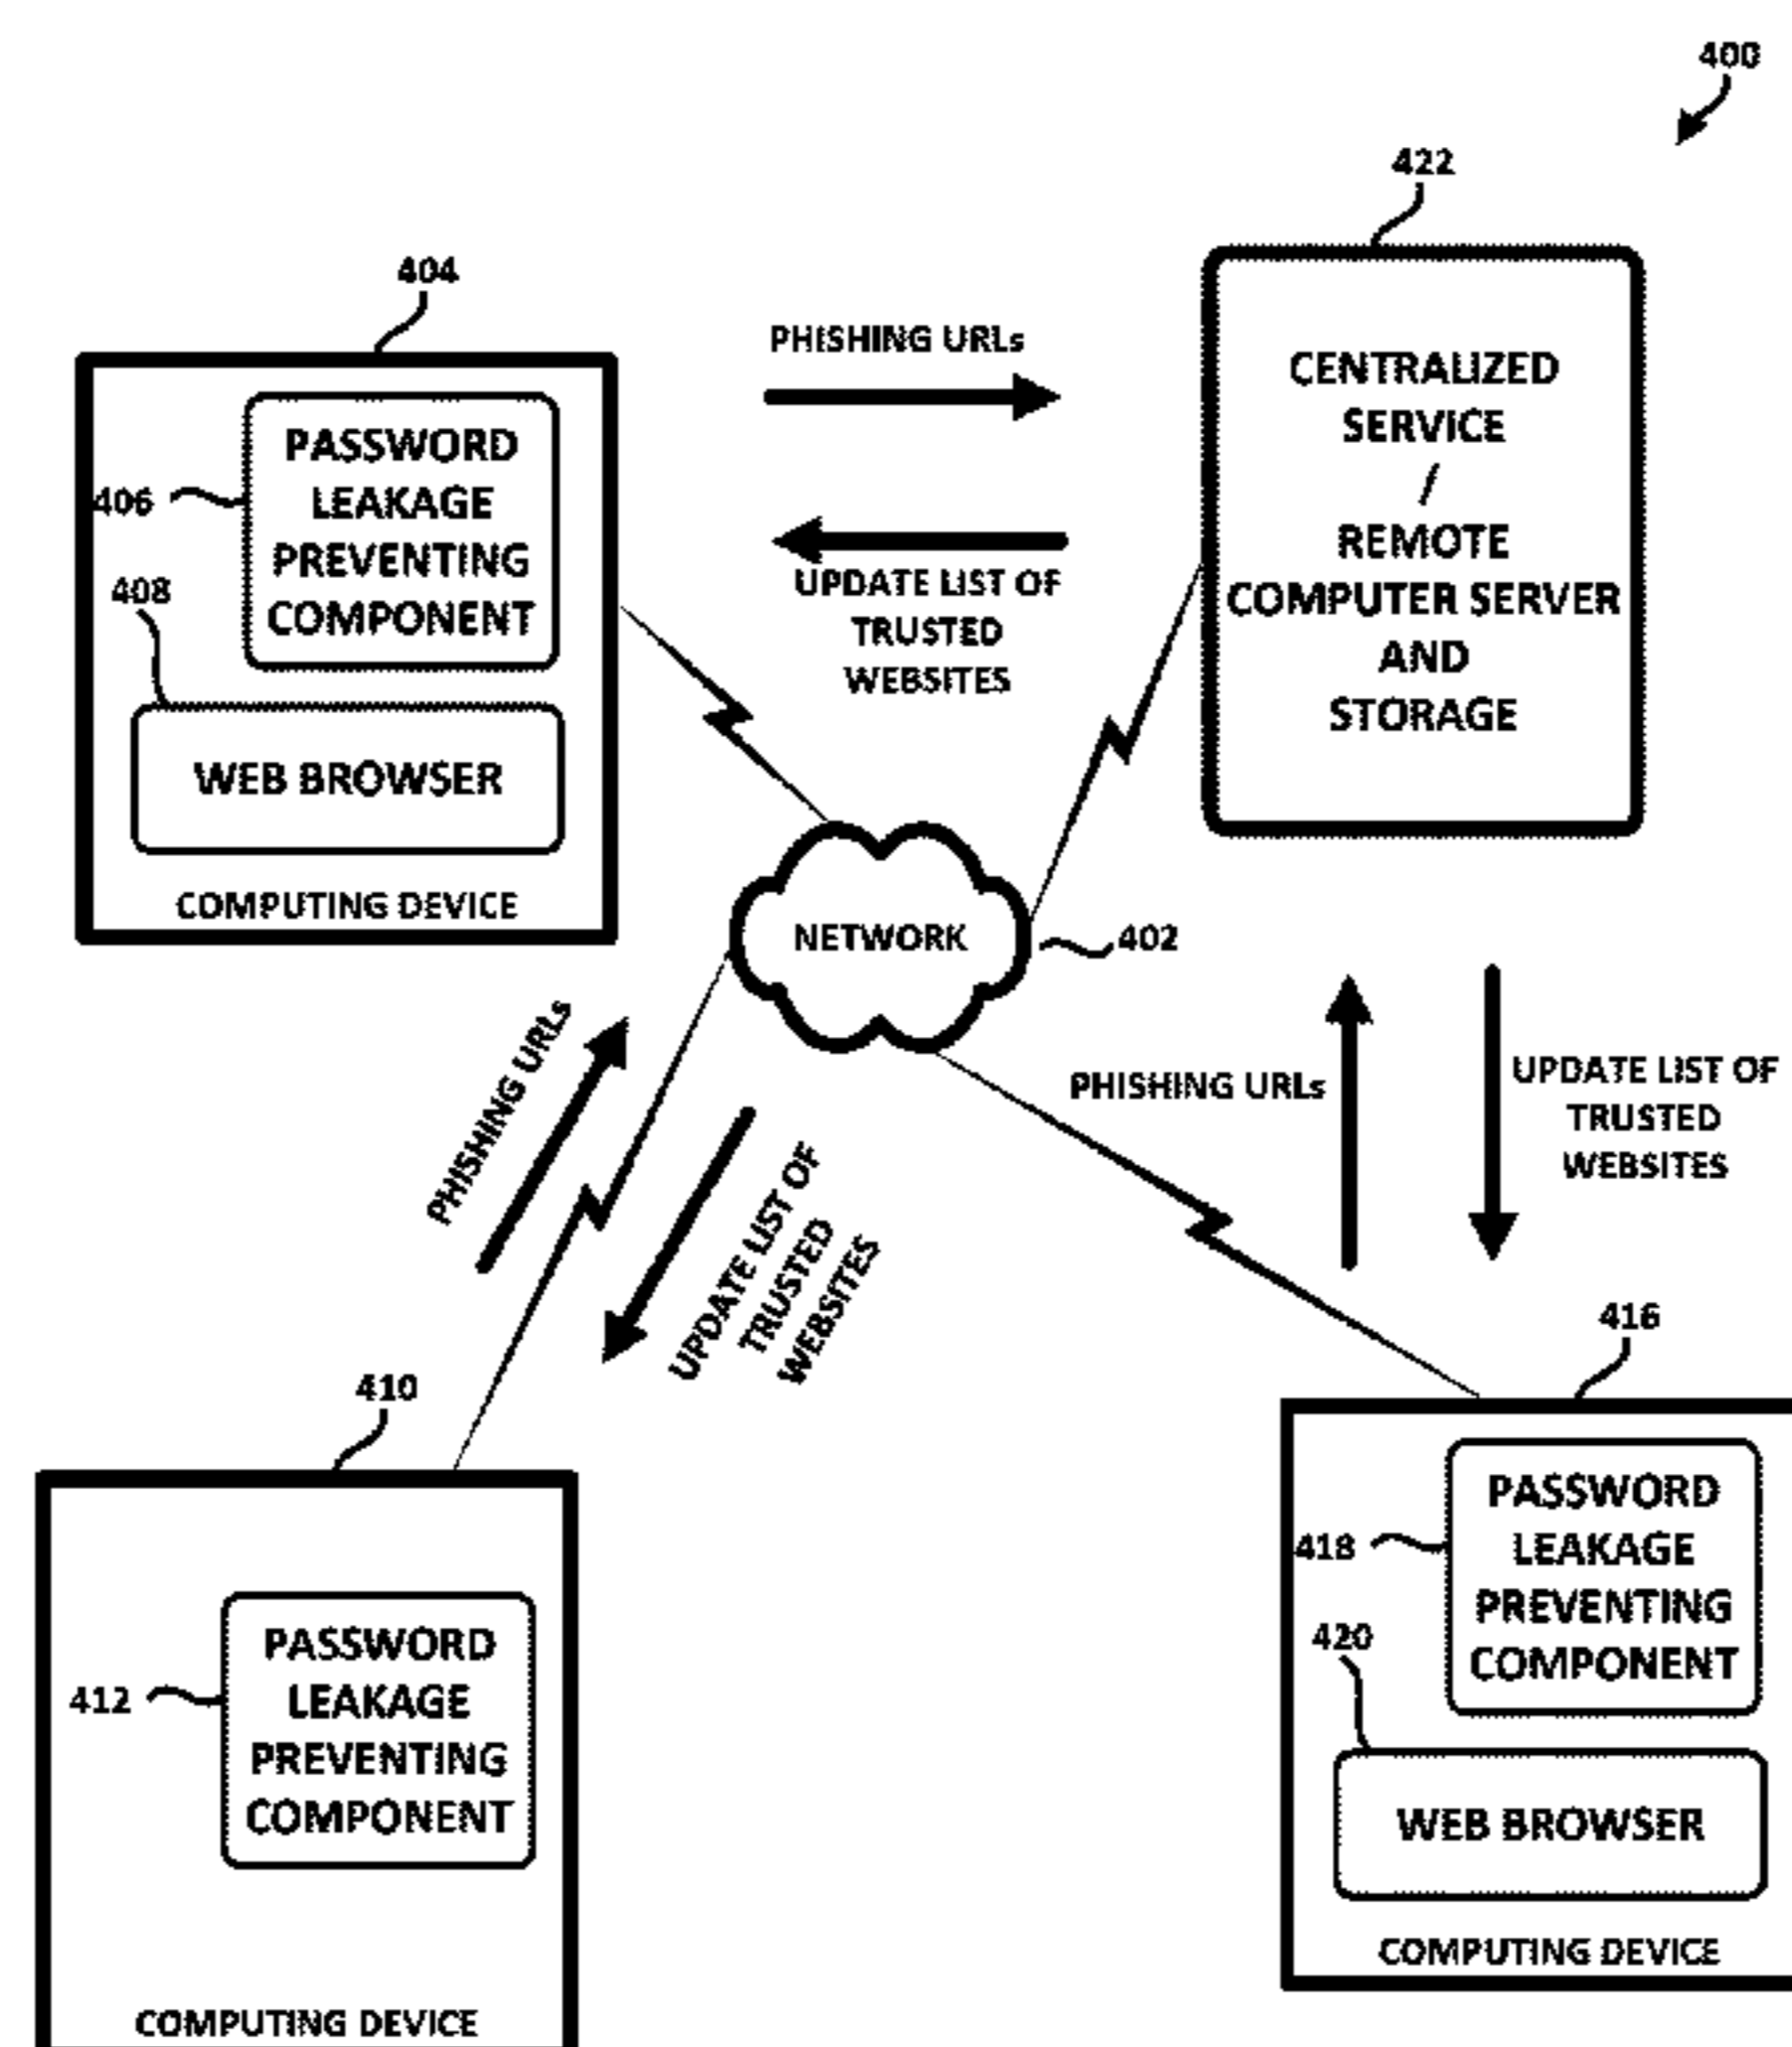 400
422
404
PHISHING URLs
CENTRALIZED
SERVICE
/
REMOTE
COMPUTER SERVER
AND
STORAGE
PASSWORD
LEAKAGE
PREVENTING
COMPONENT
406
408
UPDATE LIST OF
TRUSTED
WEBSITES
WEB BROWSER
COMPUTING DEVICE
NETWORK
402
PHISHING URLs
UPDATE LIST OF
TRUSTED
WEBSITES
PHISHING URLs
UPDATE LIST OF
TRUSTED
WEBSITES
410
416
PASSWORD
LEAKAGE
PREVENTING
COMPONENT
412
COMPUTING DEVICE
PASSWORD
LEAKAGE
PREVENTING
COMPONENT
418
420
WEB BROWSER
COMPUTING DEVICE